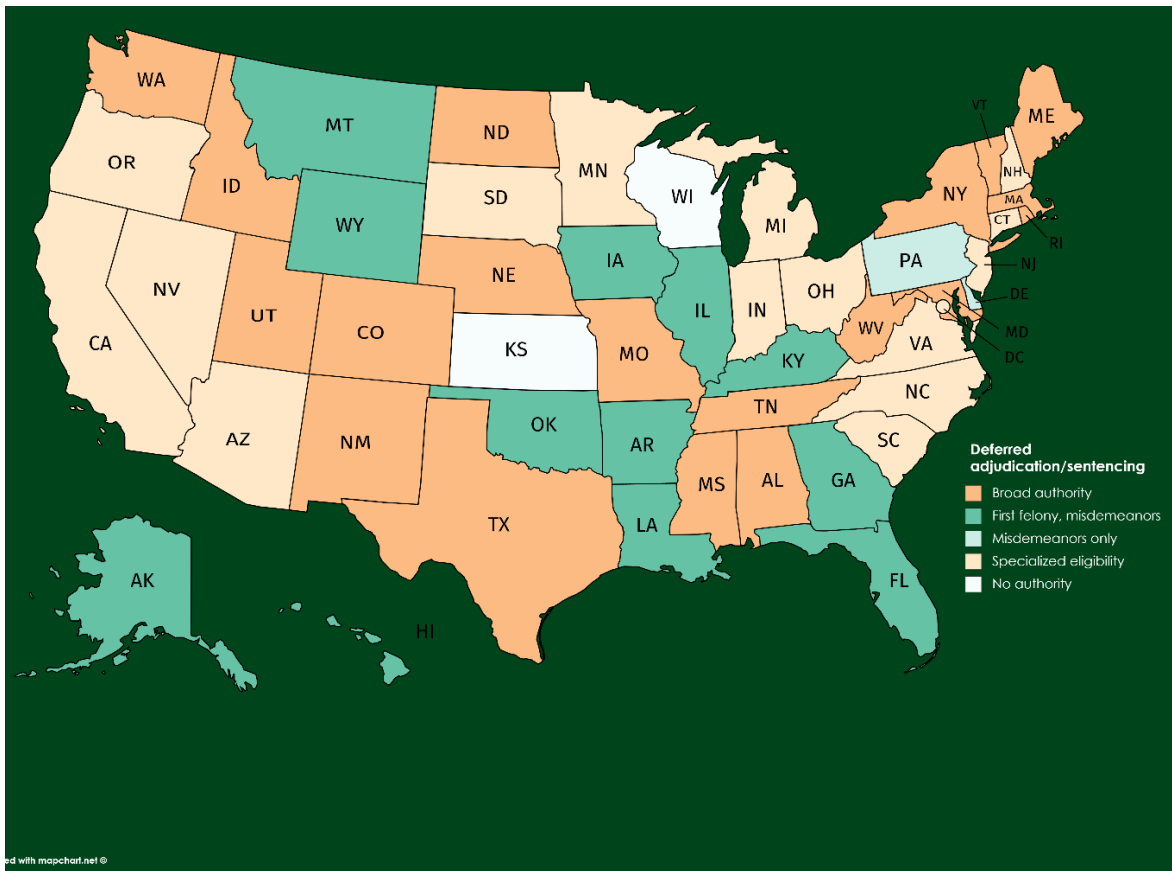 WA
MT
ND
MN
ME
VT
OR
ID
SD
WI
MI
NY
NH
MA
CT
RI
WY
NE
IA
PA
NJ
NV
UT
CO
KS
IL
IN
OH
DE
MD
DC
CA
MO
KY
WV
VA
AZ
NM
OK
AR
TN
NC
SC
TX
LA
MS
AL
GA
FL
AK
HI
Deferred
adjudication/sentencing
Broad authority
First felony, misdemeanors
Misdemeanors only
Specialized eligibility
No authority
ed with mapchart.net ©